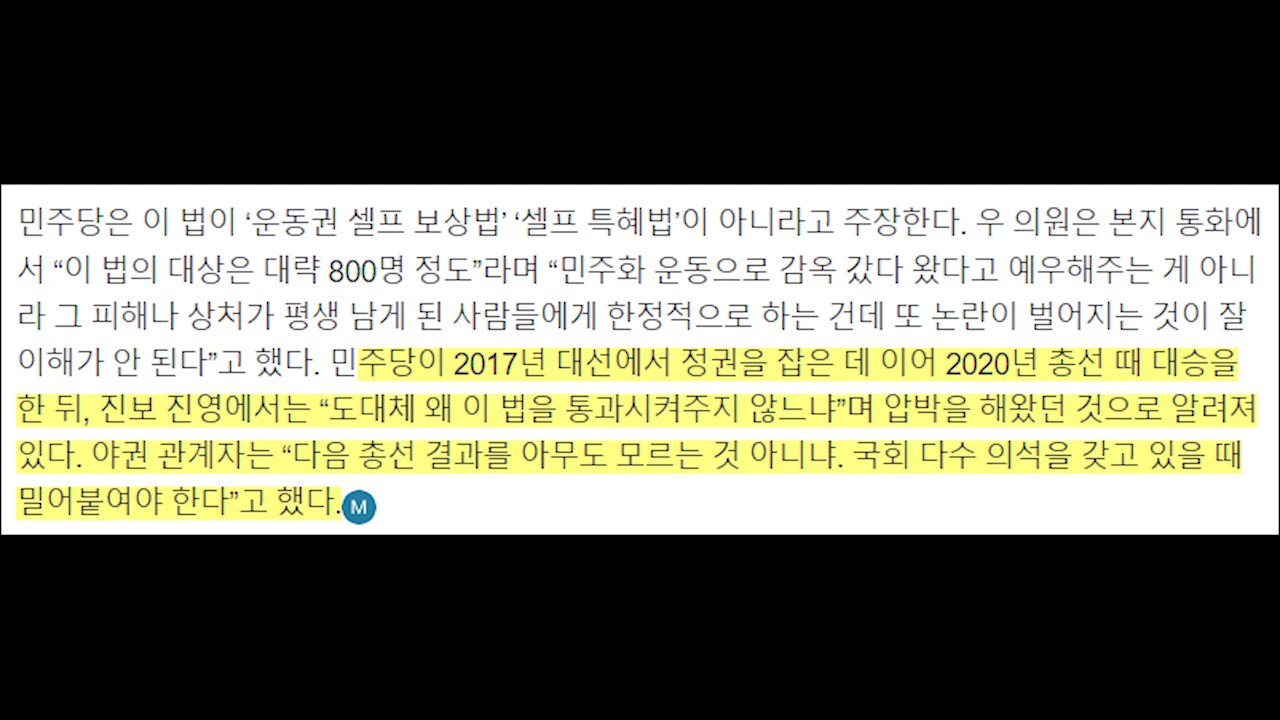 민주당은 이 법이 ‘운동권 셀프 보상법’ ‘셀프 특혜법’이 아니라고 주장한다. 우 의원은 본지 통화에
서 “이 법의 대상은 대략 800명 정도”라며 “민주화 운동으로 감옥 갔다 왔다고 예우해주는 게 아니
라 그 피해나 상처가 평생 남게 된 사람들에게 한정적으로 하는 건데 또 논란이 벌어지는 것이 잘
이해가 안 된다”고 했다. 민주당이 2017년 대선에서 정권을 잡은 데 이어 2020년 총선 때 대승을
한 뒤, 진보 진영에서는 “도대체 왜 이 법을 통과시켜주지 않느냐”며 압박을 해왔던 것으로 알려져
있다. 야권 관계자는 “다음 총선 결과를 아무도 모르는 것 아니냐. 국회 다수 의석을 갖고 있을 때
밀어붙여야 한다”고 했다. M